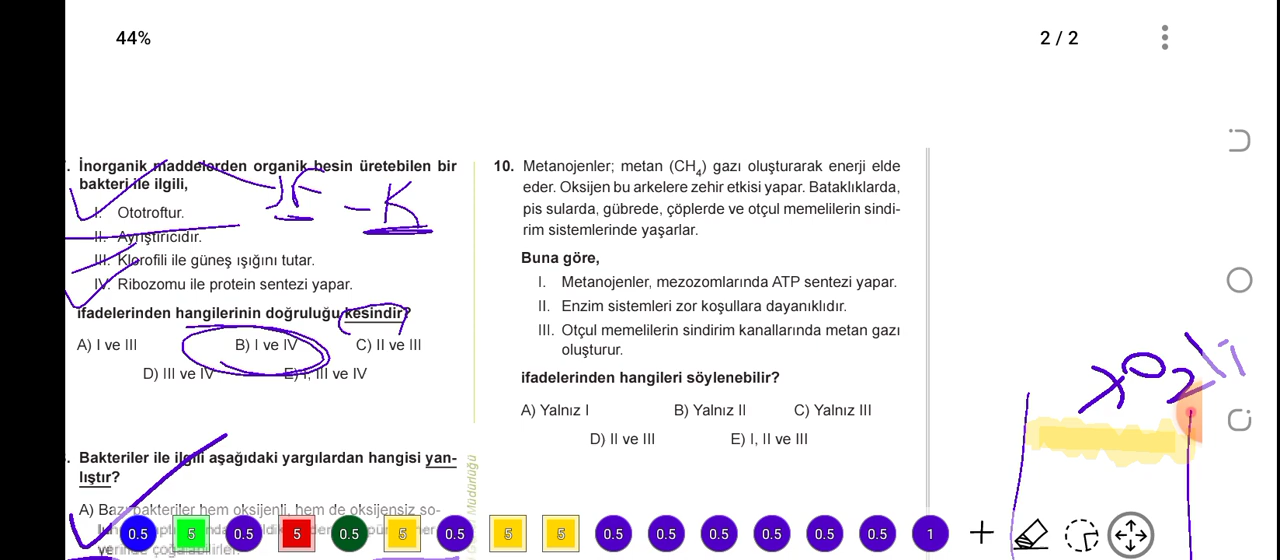 44%
2 / 2
. İnorganik maddelerden organik besin üretebilen bir
bakteri ile ilgili,
I. Ototroftur.
II. Ayrıştırıcıdır.
III. Klorofili ile güneş ışığını tutar.
IV. Ribozomu ile protein sentezi yapar.
ifadelerinden hangilerinin doğruluğu kesindir?
A) I ve III
B) I ve IV
C) II ve III
D) III ve IV
E) I, III ve IV
K
. Bakteriler ile ilgili aşağıdaki yargılardan hangisi yan-
lıştır?
A) Bazı bakteriler hem oksijenli, hem de oksijensiz so-
yerinde çoğalabilirler.
10. Metanojenler; metan (CH4) gazı oluşturarak enerji elde
eder. Oksijen bu arkelere zehir etkisi yapar. Bataklıklarda,
pis sularda, gübrede, çöplerde ve otçul memelilerin sindi-
rim sistemlerinde yaşarlar.
Buna göre,
I. Metanojenler, mezozomlarında ATP sentezi yapar.
II. Enzim sistemleri zor koşullara dayanıklıdır.
III. Otçul memelilerin sindirim kanallarında metan gazı
oluşturur.
ifadelerinden hangileri söylenebilir?
A) Yalnız I
B) Yalnız II
C) Yalnız III
D) II ve III
E) I, II ve III
Müdürlüğü
0.5 5 0.5 5 0.5 5 0.5 5 5 0.5 0.5 0.5 0.5 0.5 0.5 1